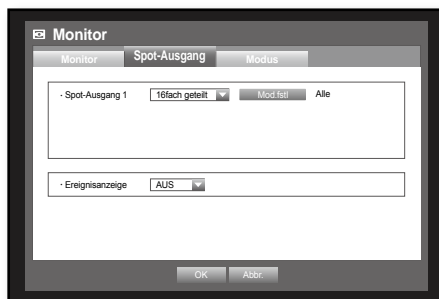 Monitor
Monitor Spot-Ausgang Modus
· Spot-Ausgang 1 16fach geteilt Mod.fstl Alle
· Ereignisanzeige AUS
OK Abbr.